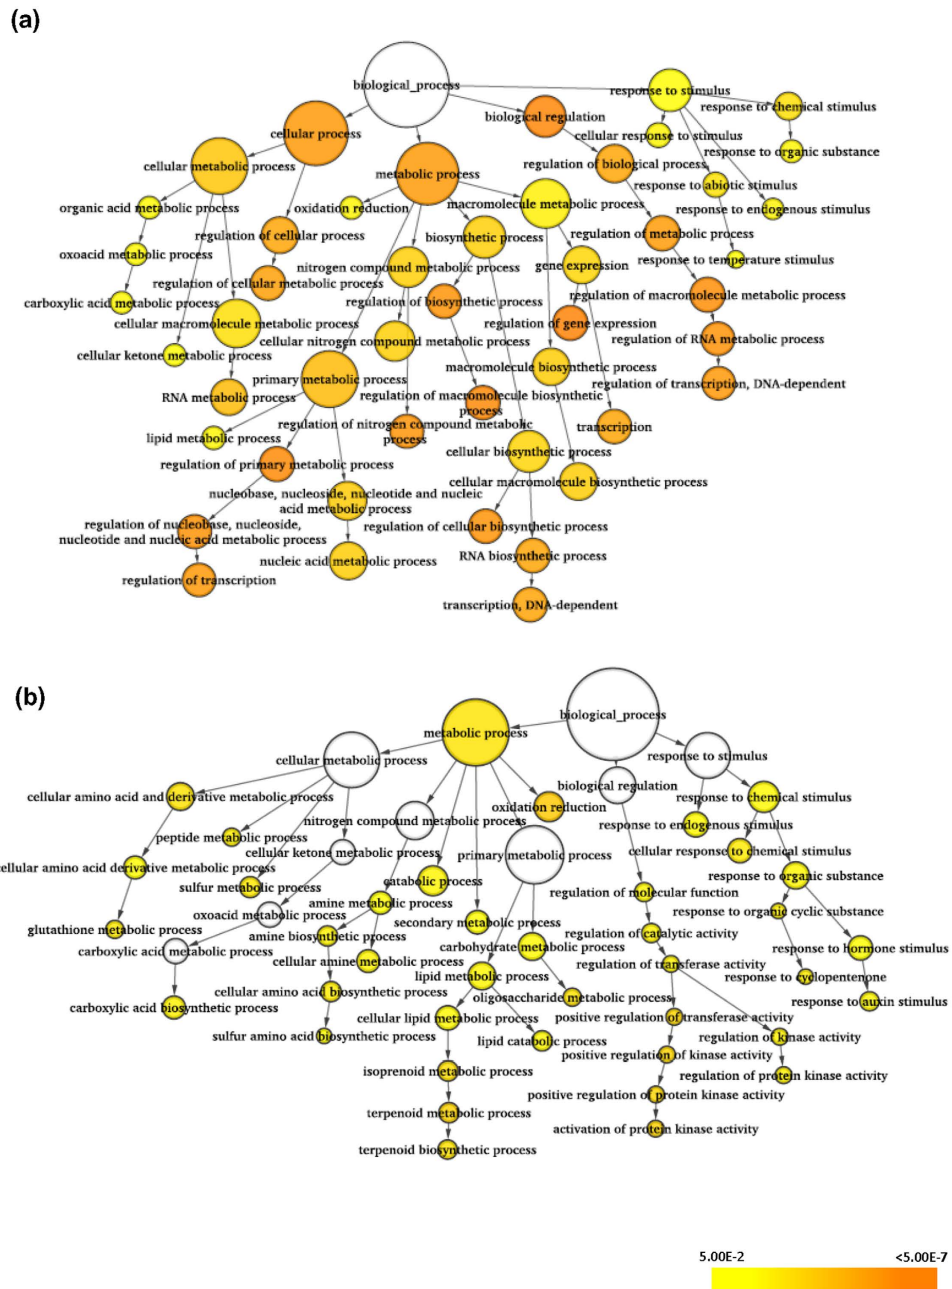 (a)
biological_process
response to stimulus
response to chemical stimulus
biological regulation
cellular process
cellular response to stimulus
response to organic substance
cellular metabolic process
regulation of biological process
metabolic process
response to abiotic stimulus
organic acid metabolic process
oxidation reduction
macromolecule metabolic process
response to endogenous stimulus
regulation of cellular process
biosynthetic process
regulation of metabolic process
oxoacid metabolic process
response to temperature stimulus
nitrogen compound metabolic process
gene expression
regulation of cellular metabolic process
regulation of macromolecule metabolic process
carboxylic acid metabolic process
regulation of biosynthetic process
cellular macromolecule metabolic process
regulation of gene expression
cellular nitrogen compound metabolic process
regulation of RNA metabolic process
cellular ketone metabolic process
macromolecule biosynthetic process
primary metabolic process
regulation of transcription, DNA-dependent
RNA metabolic process
regulation of macromolecule biosynthetic
process
regulation of nitrogen compound metabolic
process
transcription
lipid metabolic process
cellular biosynthetic process
regulation of primary metabolic process
cellular macromolecule biosynthetic process
nucleobase, nucleoside, nucleotide and nucleic
acid metabolic process
regulation of nucleobase, nucleoside,
nucleotide and nucleic acid metabolic process
regulation of cellular biosynthetic process
RNA biosynthetic process
nucleic acid metabolic process
regulation of transcription
transcription, DNA-dependent
(b)
biological_process
metabolic process
response to stimulus
cellular metabolic process
biological regulation
cellular amino acid and derivative metabolic process
response to chemical stimulus
oxidation reduction
nitrogen compound metabolic process
response to endogenous stimulus
peptide metabolic process
cellular ketone metabolic process
primary metabolic process
cellular response to chemical stimulus
cellular amino acid derivative metabolic process
response to organic substance
catabolic process
sulfur metabolic process
regulation of molecular function
amine metabolic process
response to organic cyclic substance
oxoacid metabolic process
secondary metabolic process
glutathione metabolic process
regulation of catalytic activity
amine biosynthetic process
carboxylic acid metabolic process
carbohydrate metabolic process
response to hormone stimulus
cellular amine metabolic process
regulation of transferase activity
lipid metabolic process
response to cyclopentenone
cellular amino acid biosynthetic process
oligosaccharide metabolic process
response to auxin stimulus
carboxylic acid biosynthetic process
cellular lipid metabolic process
positive regulation of transferase activity
sulfur amino acid biosynthetic process
lipid catabolic process
regulation of kinase activity
positive regulation of kinase activity
isoprenoid metabolic process
regulation of protein kinase activity
positive regulation of protein kinase activity
terpenoid metabolic process
activation of protein kinase activity
terpenoid biosynthetic process
5.00E-2
<5.00E-7